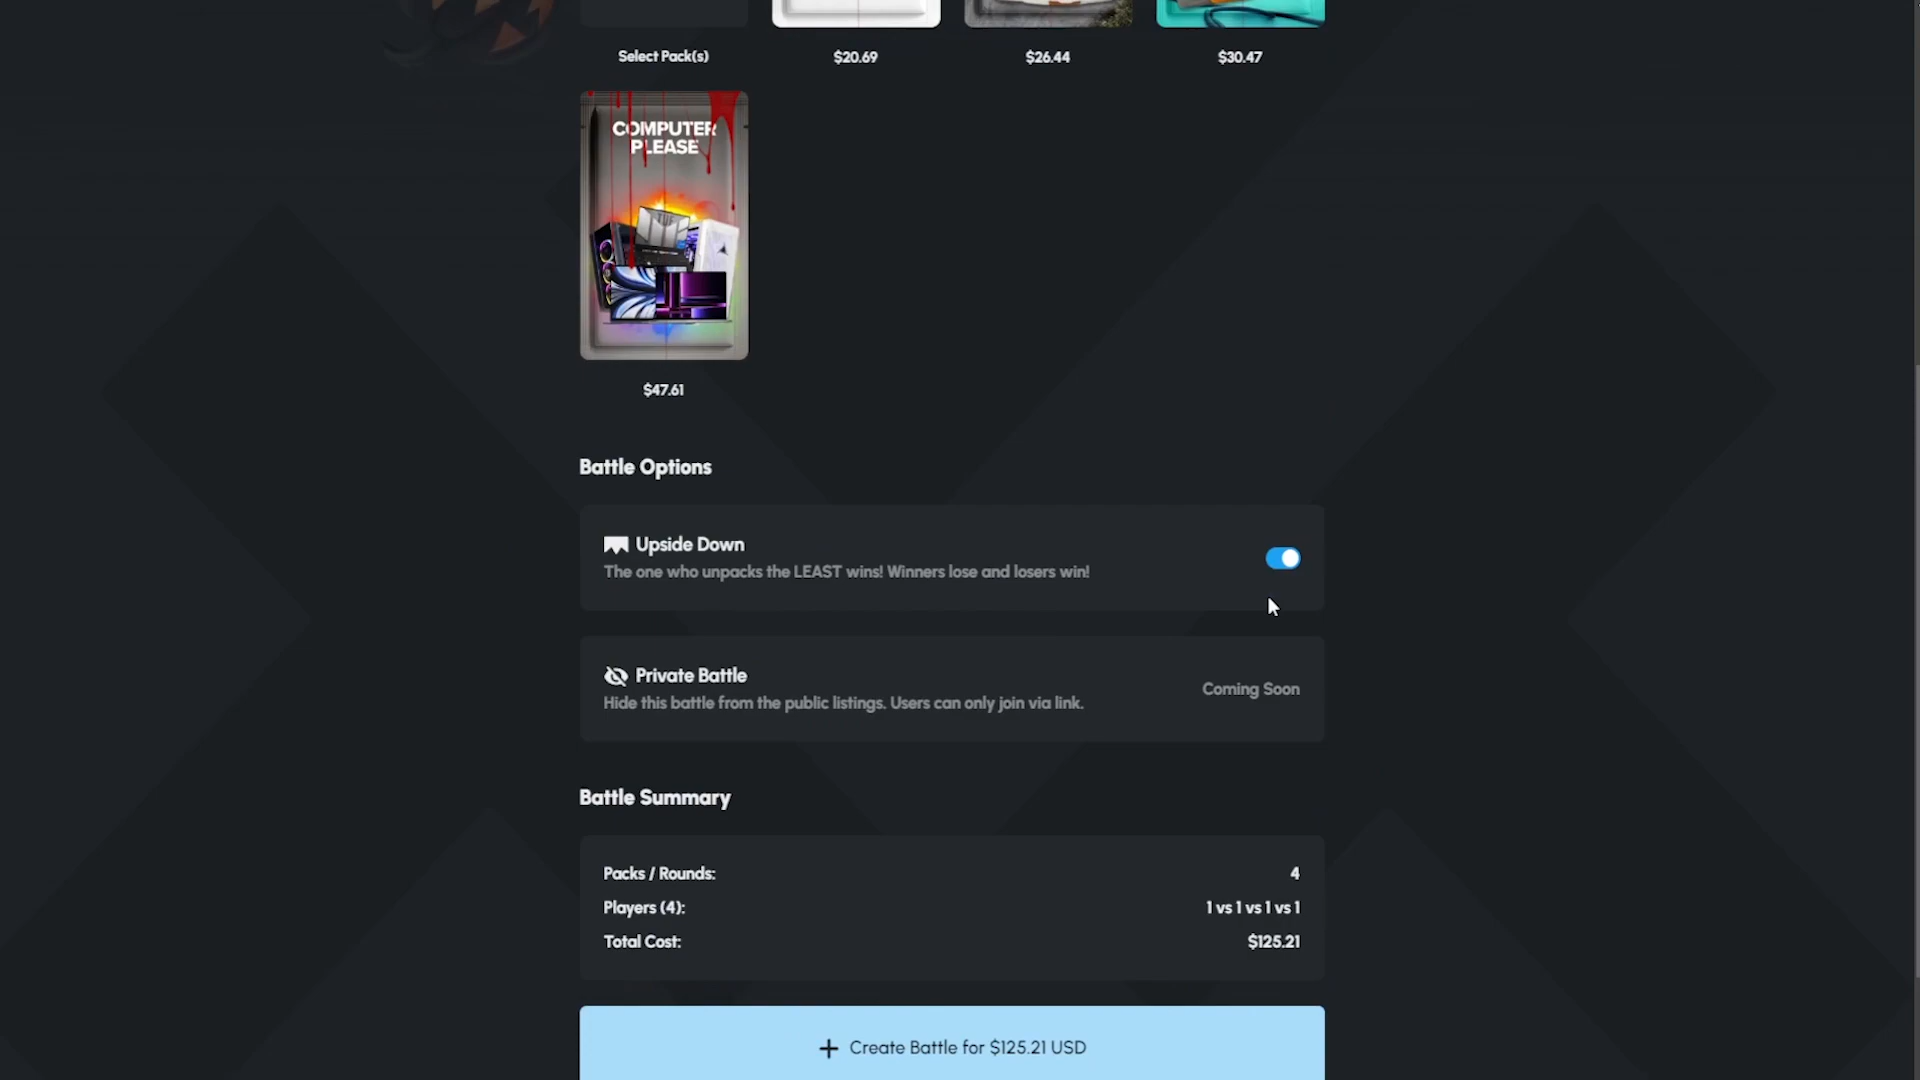 Select Pack(s)
$20.69
$26.44
$30.47
COMPUTER
PLEASE
$47.61
Battle Options
Upside Down
The one who unpacks the LEAST wins! Winners lose and losers win!
Private Battle
Hide this battle from the public listings. Users can only join via link.
Coming Soon
Battle Summary
Packs / Rounds: 4
Players (4): 1 vs 1 vs 1 vs 1
Total Cost: $125.21
+ Create Battle for $125.21 USD